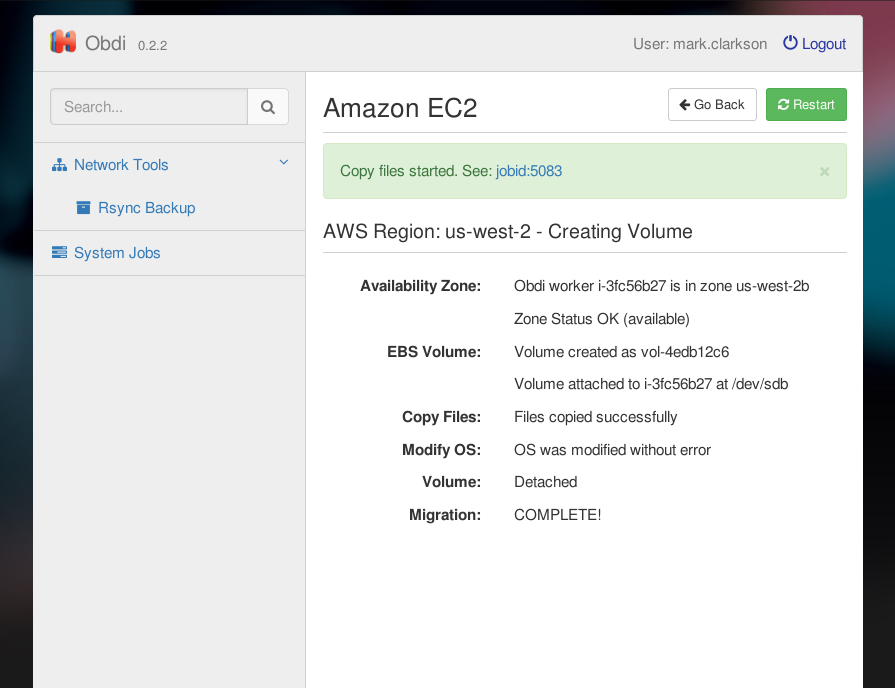 Obdi 0.2.2
User: mark.clarkson Logout
Search...
Network Tools
Rsync Backup
System Jobs
Amazon EC2
Go Back
Restart
Copy files started. See: jobid:5083 ×
AWS Region: us-west-2 - Creating Volume
Availability Zone: Obdi worker i-3fc56b27 is in zone us-west-2b
Zone Status OK (available)
EBS Volume: Volume created as vol-4edb12c6
Volume attached to i-3fc56b27 at /dev/sdb
Copy Files: Files copied successfully
Modify OS: OS was modified without error
Volume: Detached
Migration: COMPLETE!